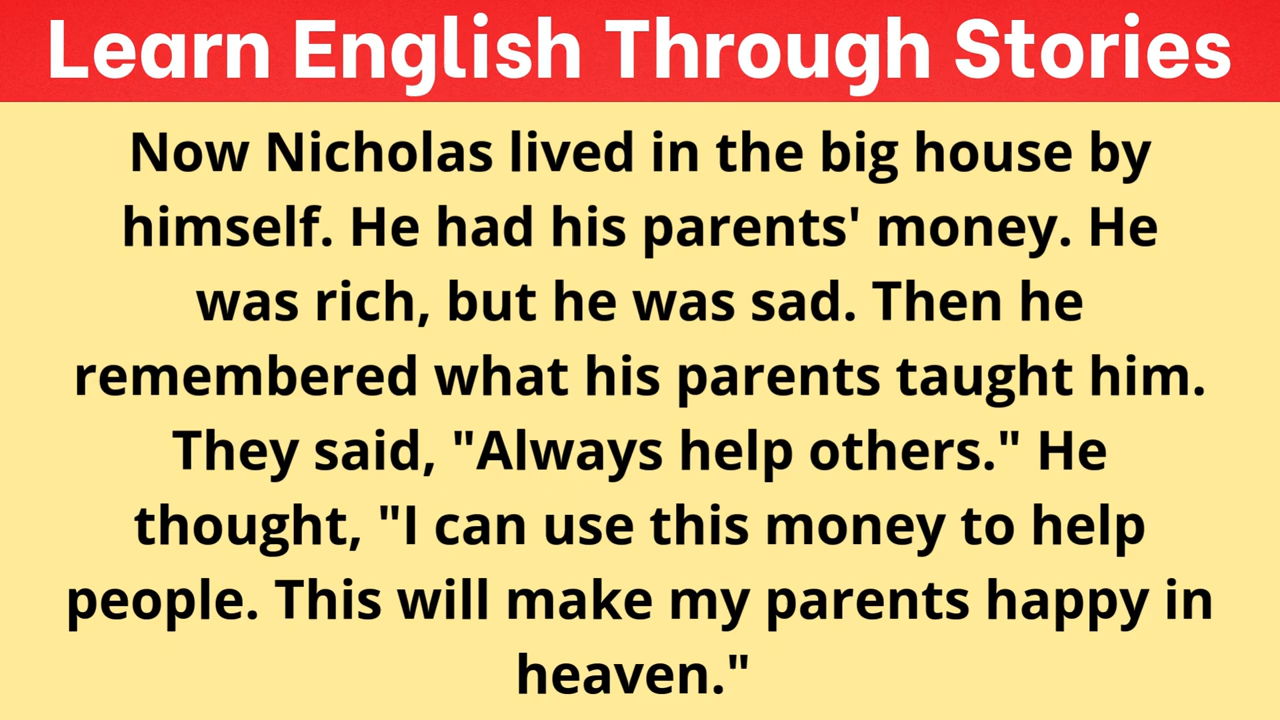 Learn English Through Stories
Now Nicholas lived in the big house by
himself. He had his parents' money. He
was rich, but he was sad. Then he
remembered what his parents taught him.
They said, "Always help others." He
thought, "I can use this money to help
people. This will make my parents happy in
heaven."